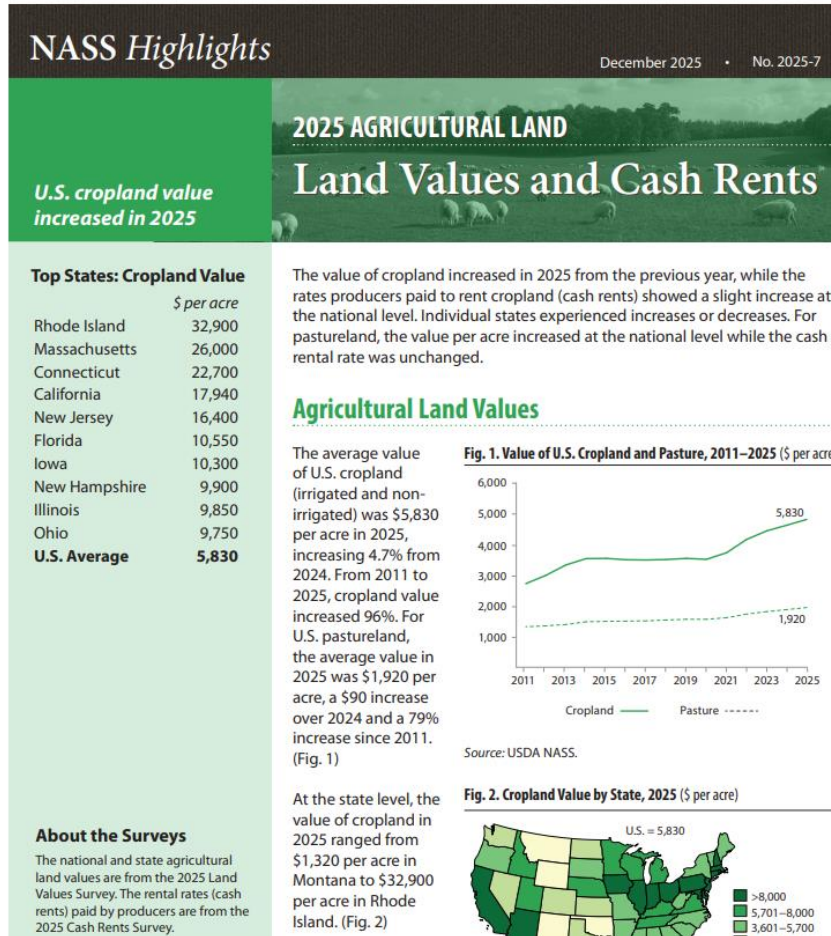 NASS Highlights
December 2025 • No. 2025-7
U.S. cropland value
increased in 2025
2025 AGRICULTURAL LAND
Land Values and Cash Rents
Top States: Cropland Value
$ per acre
Rhode Island 32,900
Massachusetts 26,000
Connecticut 22,700
California 17,940
New Jersey 16,400
Florida 10,550
Iowa 10,300
New Hampshire 9,900
Illinois 9,850
Ohio 9,750
U.S. Average 5,830
About the Surveys
The national and state agricultural
land values are from the 2025 Land
Values Survey. The rental rates (cash
rents) paid by producers are from the
2025 Cash Rents Survey.
The value of cropland increased in 2025 from the previous year, while the
rates producers paid to rent cropland (cash rents) showed a slight increase at
the national level. Individual states experienced increases or decreases. For
pastureland, the value per acre increased at the national level while the cash
rental rate was unchanged.
Agricultural Land Values
The average value
of U.S. cropland
(irrigated and non-
irrigated) was $5,830
per acre in 2025,
increasing 4.7% from
2024. From 2011 to
2025, cropland value
increased 96%. For
U.S. pastureland,
the average value in
2025 was $1,920 per
acre, a $90 increase
over 2024 and a 79%
increase since 2011.
(Fig. 1)
At the state level, the
value of cropland in
2025 ranged from
$1,320 per acre in
Montana to $32,900
per acre in Rhode
Island. (Fig. 2)
Fig. 1. Value of U.S. Cropland and Pasture, 2011–2025 ($ per acre
6,000
5,000
4,000
3,000
2,000
1,000
5,830
1,920
2011 2013 2015 2017 2019 2021 2023 2025
Cropland Pasture
Source: USDA NASS.
Fig. 2. Cropland Value by State, 2025 ($ per acre)
U.S. = 5,830
>8,000
5,701–8,000
3,601–5,700